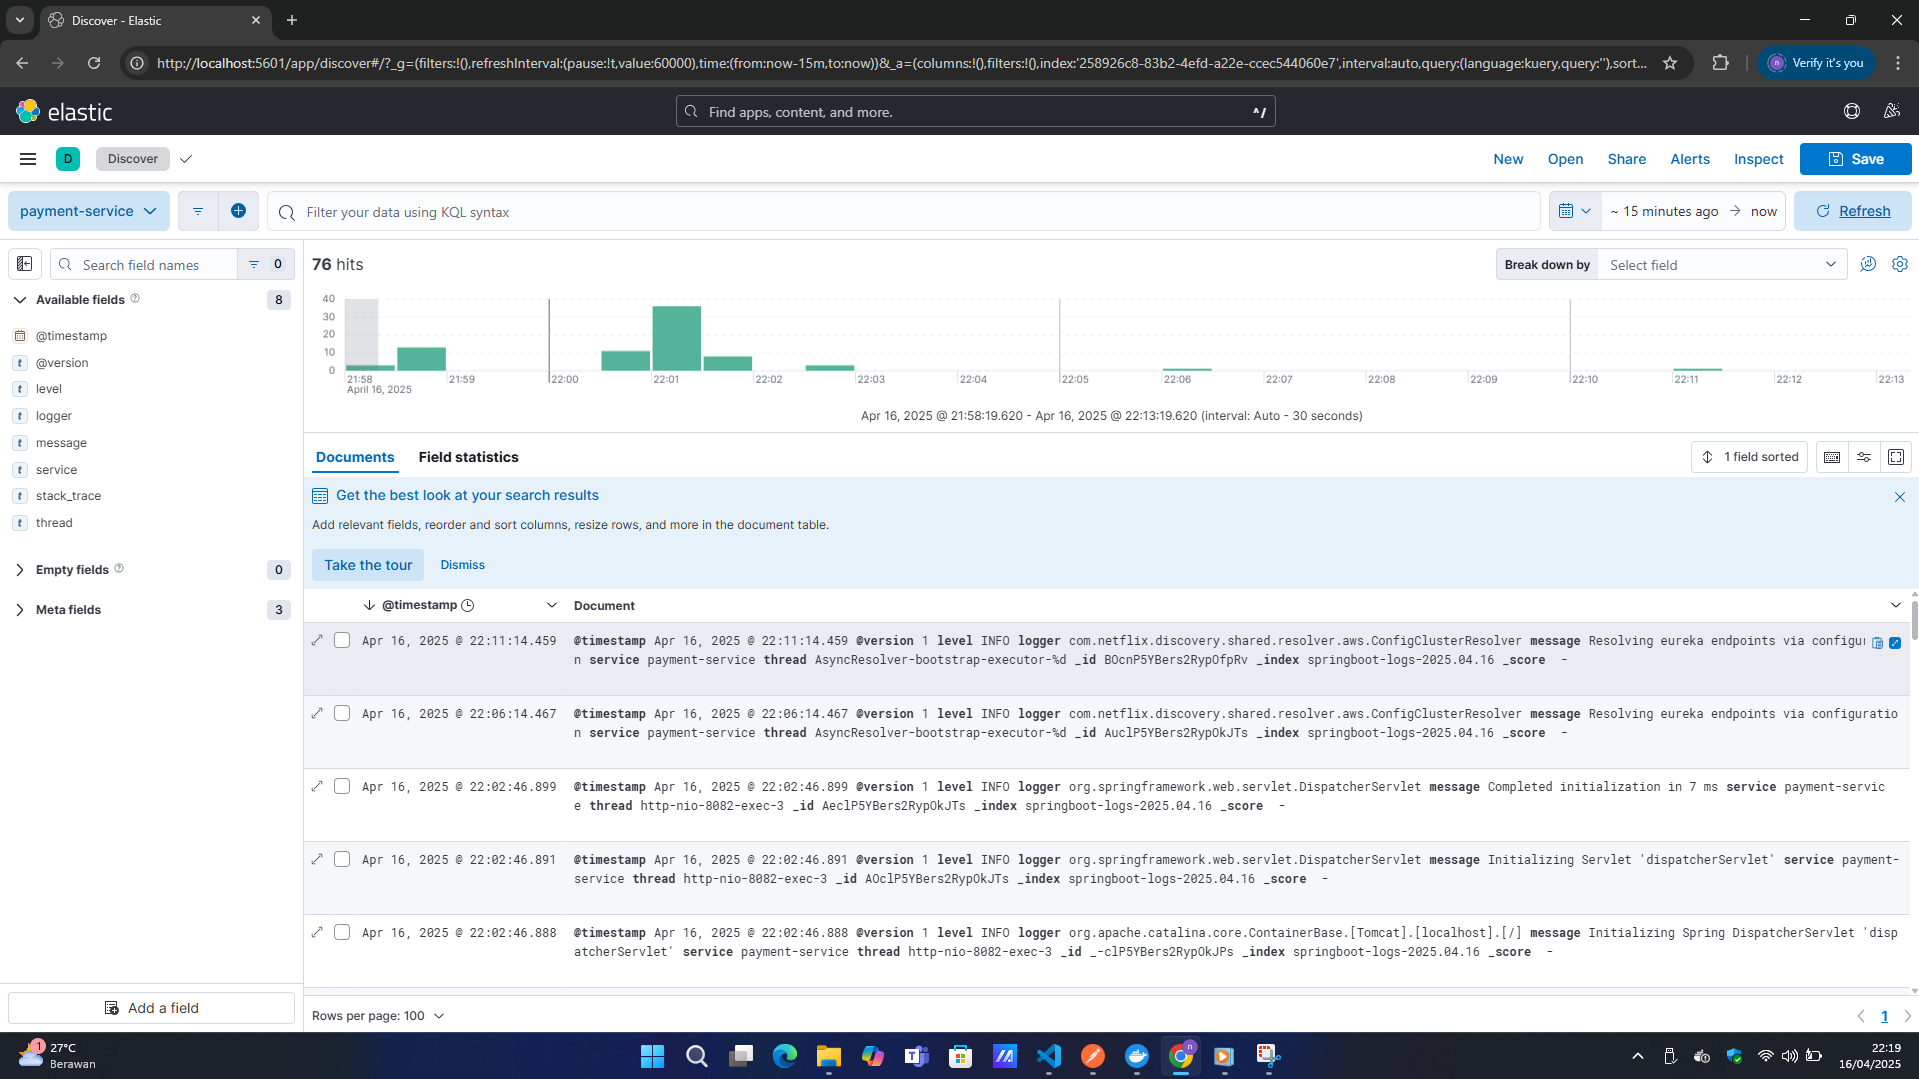 Discover - Elastic
http://localhost:5601/app/discover#/?_g=(filters:!(),refreshInterval:(pause:!t,value:60000),time:(from:now-15m,to:now))&_a=(columns:!(),filters:!(),index:'258926c8-83b2-4efd-a22e-ccec544060e7',interval:auto,query:(language:kuery,query:''),sort...
n Verify it's you
elastic
Find apps, content, and more.
^/
D Discover
New Open Share Alerts Inspect Save
payment-service
Filter your data using KQL syntax
~ 15 minutes ago → now
Refresh
Search field names 0
76 hits
Break down by Select field
Available fields 8
@timestamp
t @version
t level
t logger
t message
t service
t stack_trace
t thread
Empty fields 0
Meta fields 3
Add a field
40
30
20
10
0
21:58 21:59 22:00 22:01 22:02 22:03 22:04 22:05 22:06 22:07 22:08 22:09 22:10 22:11 22:12 22:13
April 16, 2025
Apr 16, 2025 @ 21:58:19.620 - Apr 16, 2025 @ 22:13:19.620 (interval: Auto - 30 seconds)
Documents Field statistics
1 field sorted
Get the best look at your search results
Add relevant fields, reorder and sort columns, resize rows, and more in the document table.
Take the tour Dismiss
@timestamp Document
Apr 16, 2025 @ 22:11:14.459 @timestamp Apr 16, 2025 @ 22:11:14.459 @version 1 level INFO logger com.netflix.discovery.shared.resolver.aws.ConfigClusterResolver message Resolving eureka endpoints via configur
n service payment-service thread AsyncResolver-bootstrap-executor-%d _id BOcnP5YBers2RypOfpRv _index springboot-logs-2025.04.16 _score -
Apr 16, 2025 @ 22:06:14.467 @timestamp Apr 16, 2025 @ 22:06:14.467 @version 1 level INFO logger com.netflix.discovery.shared.resolver.aws.ConfigClusterResolver message Resolving eureka endpoints via configuratio
n service payment-service thread AsyncResolver-bootstrap-executor-%d _id AuclP5YBers2RypOkJTs _index springboot-logs-2025.04.16 _score -
Apr 16, 2025 @ 22:02:46.899 @timestamp Apr 16, 2025 @ 22:02:46.899 @version 1 level INFO logger org.springframework.web.servlet.DispatcherServlet message Completed initialization in 7 ms service payment-servic
e thread http-nio-8082-exec-3 _id AeclP5YBers2RypOkJTs _index springboot-logs-2025.04.16 _score -
Apr 16, 2025 @ 22:02:46.891 @timestamp Apr 16, 2025 @ 22:02:46.891 @version 1 level INFO logger org.springframework.web.servlet.DispatcherServlet message Initializing Servlet 'dispatcherServlet' service payment-
service thread http-nio-8082-exec-3 _id AOclP5YBers2RypOkJTs _index springboot-logs-2025.04.16 _score -
Apr 16, 2025 @ 22:02:46.888 @timestamp Apr 16, 2025 @ 22:02:46.888 @version 1 level INFO logger org.apache.catalina.core.ContainerBase.[Tomcat].[localhost].[/] message Initializing Spring DispatcherServlet 'disp
atcherServlet' service payment-service thread http-nio-8082-exec-3 _id _-clP5YBers2RypOkJPs _index springboot-logs-2025.04.16 _score -
Rows per page: 100
1
1 27°C
Berawan
22:19
16/04/2025